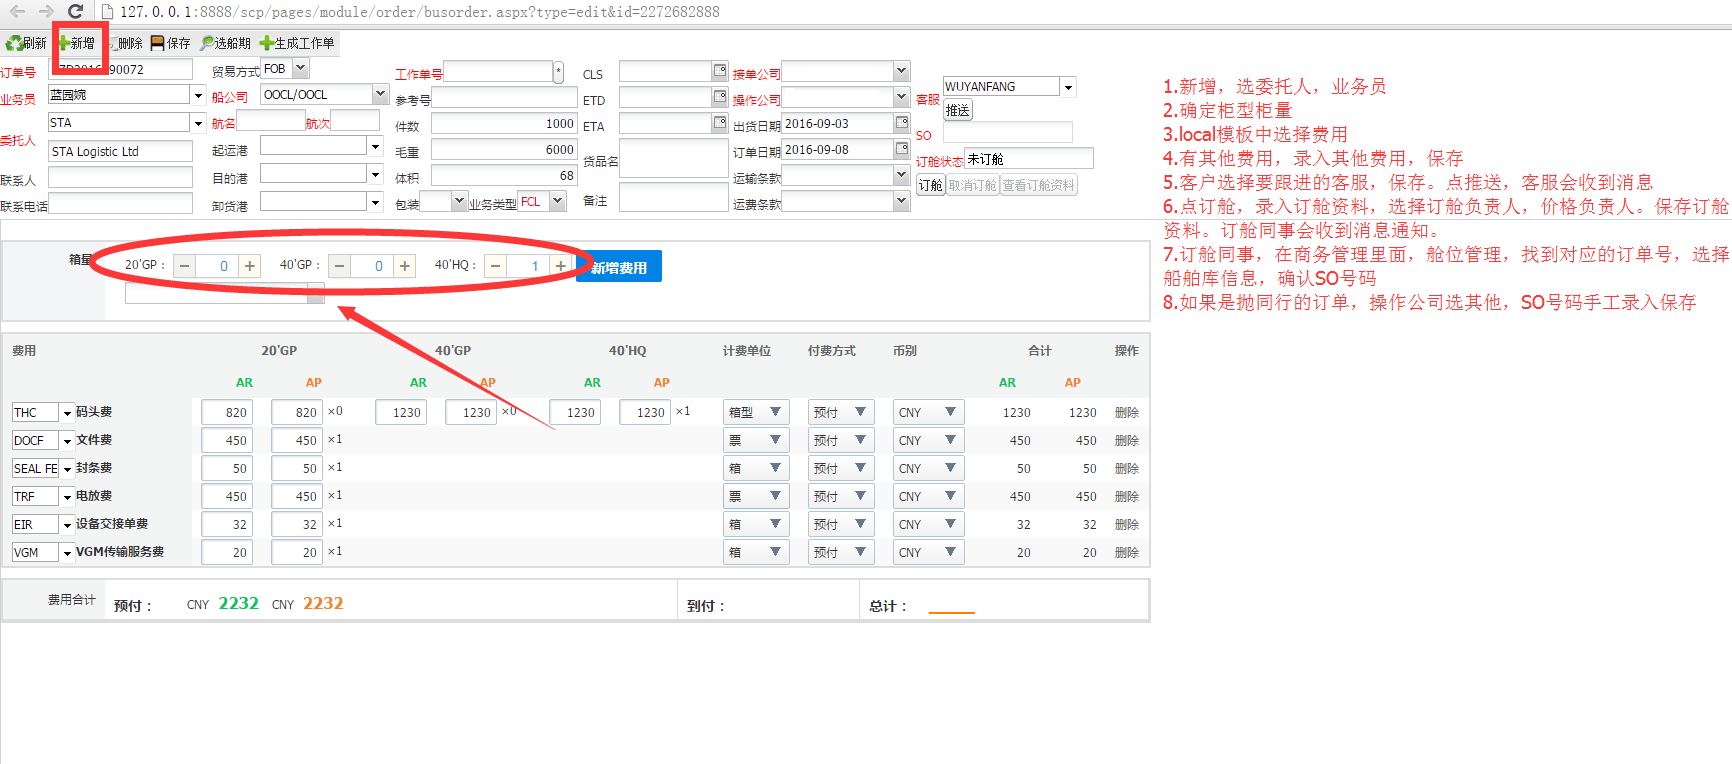 127.0.0.1:8888/scp/pages/module/order/busorder.aspx?type=edit&id=2272682888
刷新 新增 删除 保存 选船期 生成工作单
订单号 90072 贸易方式 FOB 工作单号 * CLS 接单公司
业务员 蓝园婉 船公司 OOCL/OOCL 参考号 ETD 操作公司 客服 WUYANFANG
推送
委托人 STA 航名 航次 件数 1000 ETA 出货日期 2016-09-03 SO
STA Logistic Ltd 起运港 毛重 6000 货品名 订单日期 2016-09-08 订舱状态 未订舱
联系人 目的港 体积 68 运输条款 订舱 取消订舱 查看订舱资料
联系电话 卸货港 包装 业务类型 FCL 备注 运费条款
1.新增，选委托人，业务员
2.确定柜型柜量
3.local模板中选择费用
4.有其他费用，录入其他费用，保存
5.客户选择要跟进的客服，保存。点推送，客服会收到消息
6.点订舱，录入订舱资料，选择订舱负责人，价格负责人。保存订舱
资料。订舱同事会收到消息通知。
7.订舱同事，在商务管理里面，舱位管理，找到对应的订单号，选择
船舶库信息，确认SO号码
8.如果是抛同行的订单，操作公司选其他，SO号码手工录入保存
箱量 20'GP： − 0 + 40'GP： − 0 + 40'HQ： − 1 + 新增费用
费用 20'GP 40'GP 40'HQ 计费单位 付费方式 币别 合计 操作
AR AP AR AP AR AP AR AP
THC 码头费 820 820 ×0 1230 1230 ×0 1230 1230 ×1 箱型 预付 CNY 1230 1230 删除
DOCF 文件费 450 450 ×1 票 预付 CNY 450 450 删除
SEAL FE 封条费 50 50 ×1 箱 预付 CNY 50 50 删除
TRF 电放费 450 450 ×1 票 预付 CNY 450 450 删除
EIR 设备交接单费 32 32 ×1 箱 预付 CNY 32 32 删除
VGM VGM传输服务费 20 20 ×1 箱 预付 CNY 20 20 删除
费用合计 预付： CNY 2232 CNY 2232 到付： 总计：